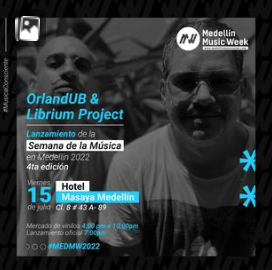 Medellín
Music Week
#MúsicaConsciente
OrlandUB &
Librium Project
Lanzamiento de la
Semana de la Música
en Medellín 2022
4ta edición
Viernes
15
de julio
Hotel
Masaya Medellín
Cl. 8 # 43 A- 89
Mercado de vinilos 4:00 pm a 10:00pm
Lanzamiento oficial 7:00pm
#MEDMW2022